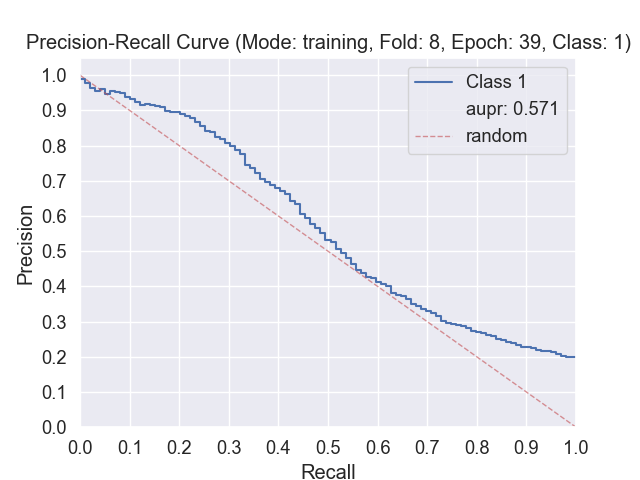 Precision-Recall Curve (Mode: training, Fold: 8, Epoch: 39, Class: 1)
1.0
0.9
0.8
0.7
0.6
0.5
0.4
0.3
0.2
0.1
0.0
Precision
Class 1
aupr: 0.571
random
0.0 0.1 0.2 0.3 0.4 0.5 0.6 0.7 0.8 0.9 1.0
Recall